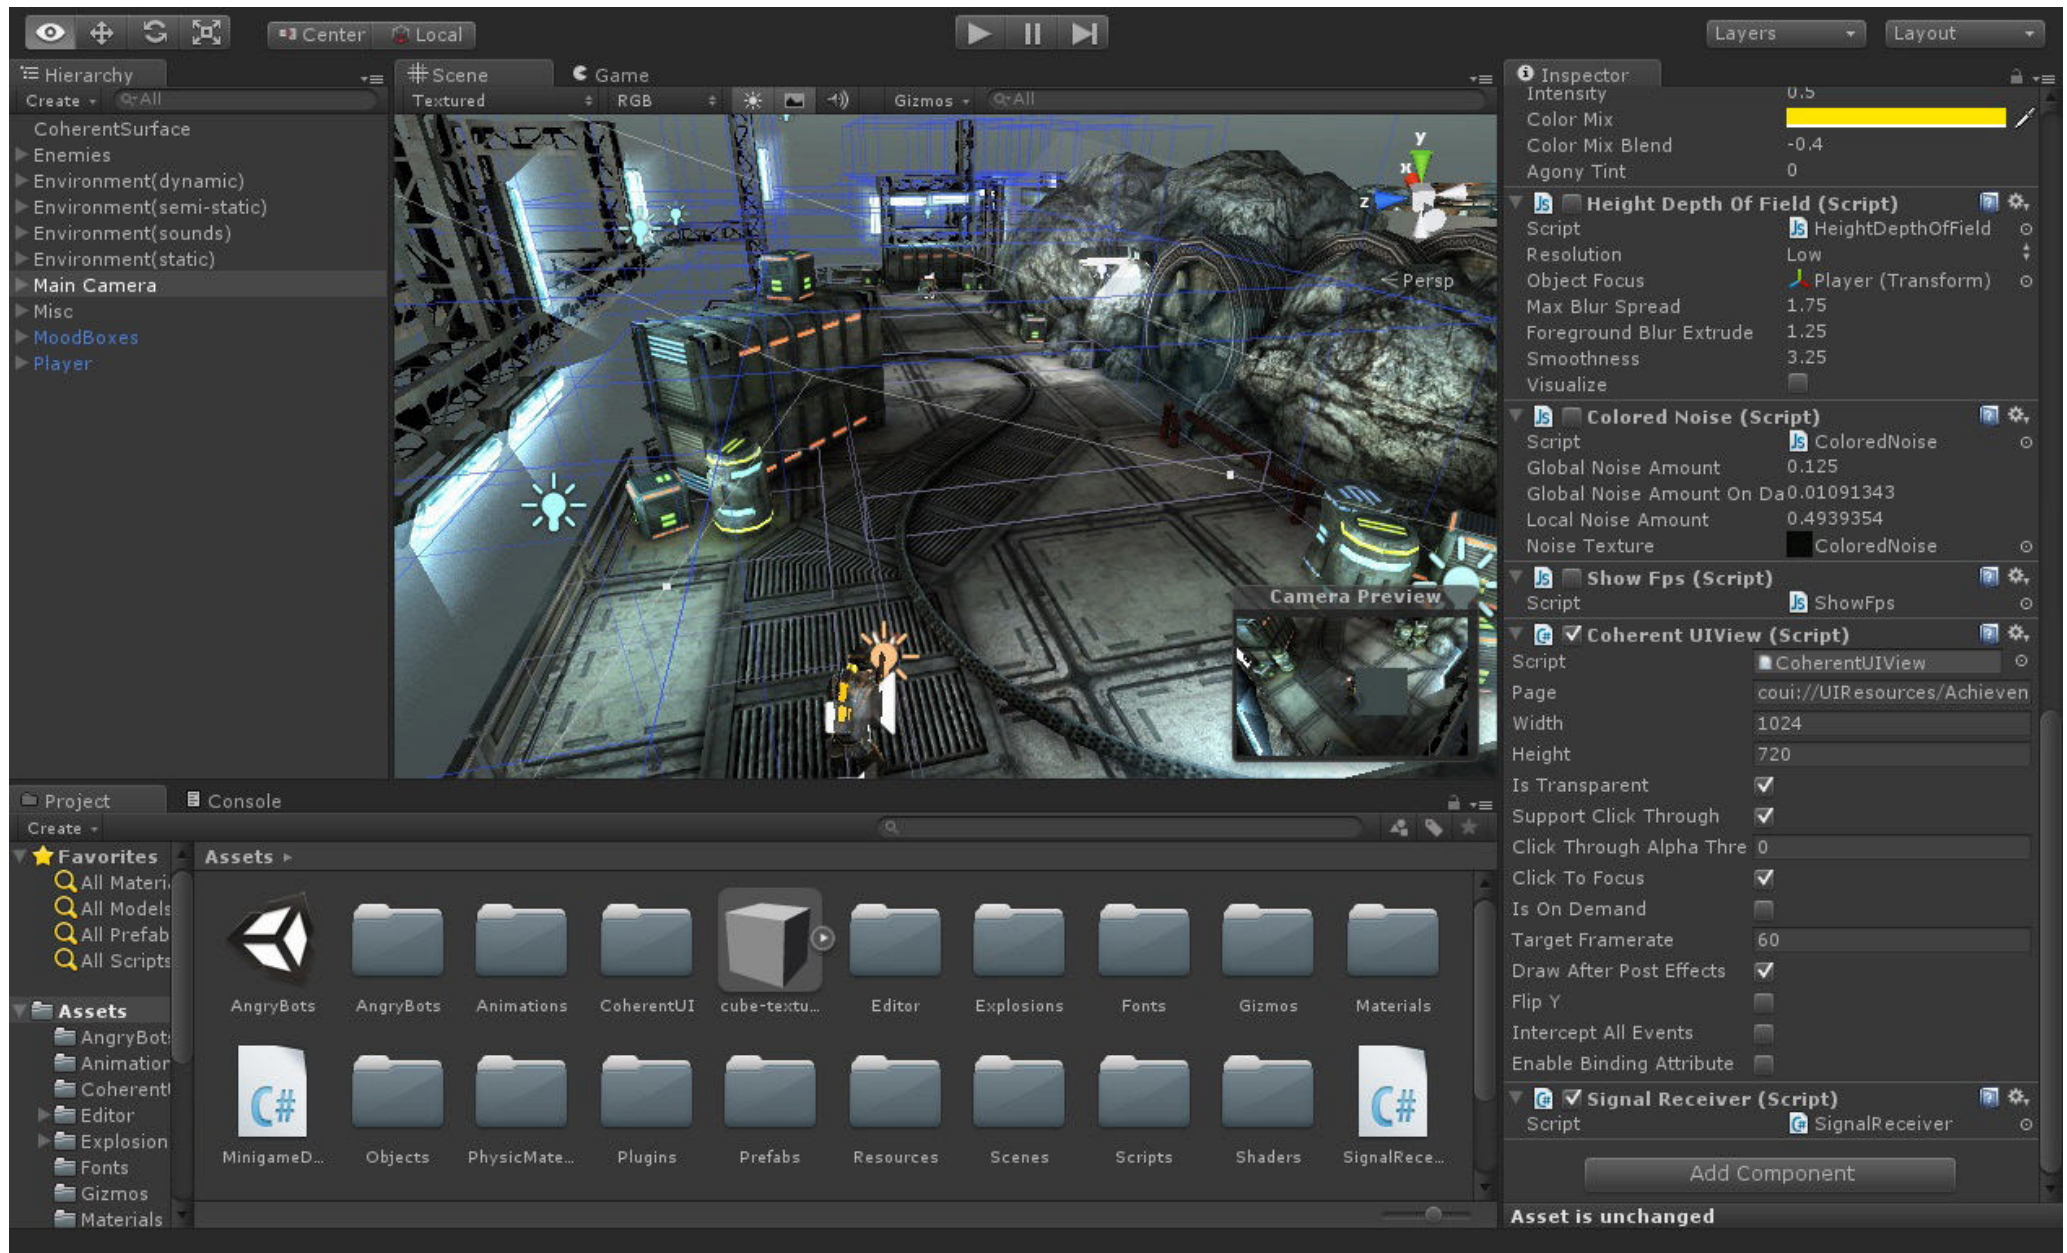 Center
Local
Layers
Layout
Hierarchy
Create
All
CoherentSurface
Enemies
Environment(dynamic)
Environment(semi-static)
Environment(sounds)
Environment(static)
Main Camera
Misc
MoodBoxes
Player
Scene
Game
Textured
RGB
Gizmos
All
y
x
z
Persp
Camera Preview
Project
Console
Create
Favorites
All Materi
All Models
All Prefab
All Scripts
Assets
AngryBot
Animation
Coherent
Editor
Explosion
Fonts
Gizmos
Materials
Assets
AngryBots
AngryBots
Animations
CoherentUI
cube-textu...
Editor
Explosions
Fonts
Gizmos
Materials
C#
C#
MinigameD...
Objects
PhysicMate...
Plugins
Prefabs
Resources
Scenes
Scripts
Shaders
SignalRece...
Inspector
Intensity 0.5
Color Mix
Color Mix Blend -0.4
Agony Tint 0
Js Height Depth Of Field (Script)
Script Js HeightDepthOfField
Resolution Low
Object Focus Player (Transform)
Max Blur Spread 1.75
Foreground Blur Extrude 1.25
Smoothness 3.25
Visualize
Js Colored Noise (Script)
Script Js ColoredNoise
Global Noise Amount 0.125
Global Noise Amount On Da 0.01091343
Local Noise Amount 0.4939354
Noise Texture ColoredNoise
Js Show Fps (Script)
Script Js ShowFps
Coherent UIView (Script)
Script CoherentUIView
Page coui://UIResources/Achieven
Width 1024
Height 720
Is Transparent
Support Click Through
Click Through Alpha Thre 0
Click To Focus
Is On Demand
Target Framerate 60
Draw After Post Effects
Flip Y
Intercept All Events
Enable Binding Attribute
Signal Receiver (Script)
Script SignalReceiver
Add Component
Asset is unchanged